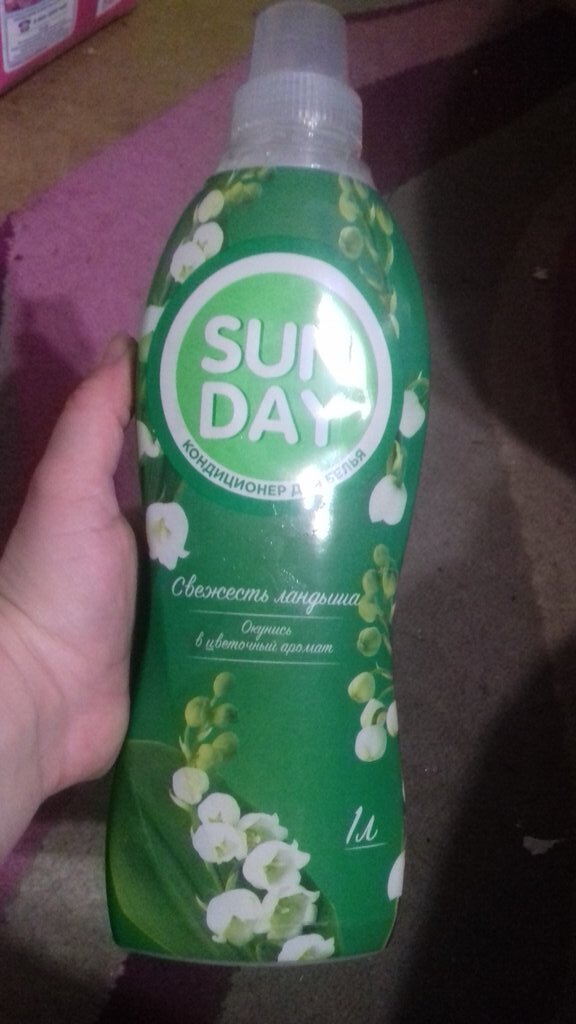 SUN
DAY
КОНДИЦИОНЕР ДЛЯ БЕЛЬЯ
Свежесть ландыша
Окунись
в цветочный аромат
1л